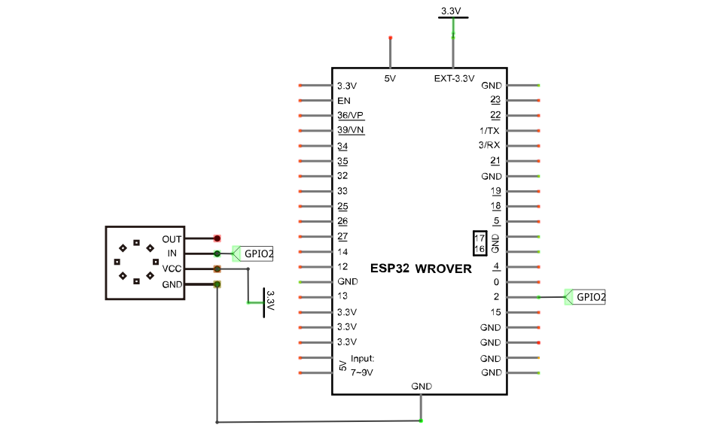 3.3V
5V
EXT-3.3V
3.3V
EN
36/VP
39/VN
34
35
32
33
25
26
27
14
12
GND
13
3.3V
3.3V
3.3V
5V
Input:
7~9V
GND
23
22
1/TX
3/RX
21
GND
19
18
5
17
16
GND
4
0
2
15
GND
GND
GND
GND
ESP32 WROVER
GND
GPIO2
OUT
IN
VCC
GND
GPIO2
3.3V